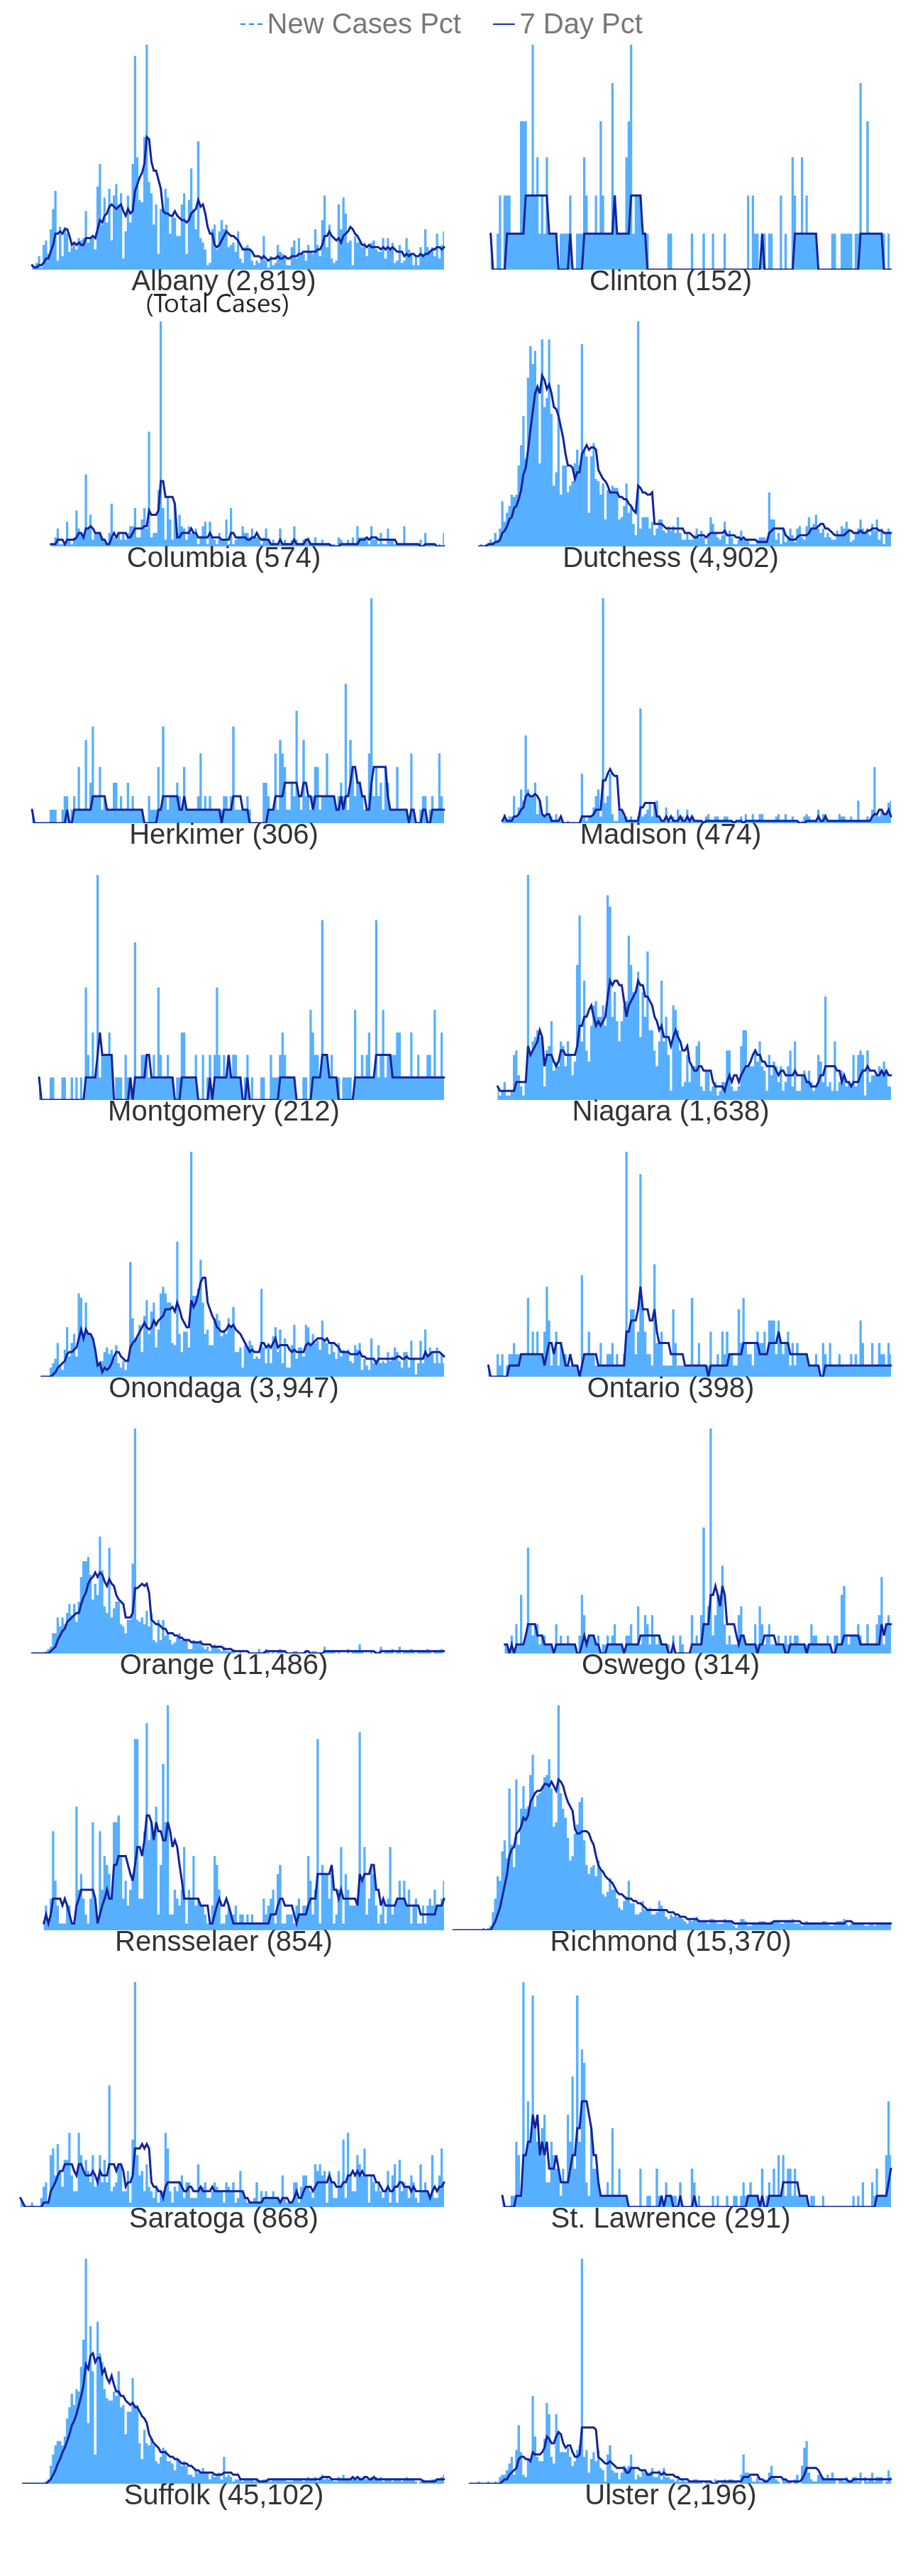 New Cases Pct 7 Day Pct
Albany (2,819) Clinton (152)
(Total Cases)
Columbia (574) Dutchess (4,902)
Herkimer (306) Madison (474)
Montgomery (212) Niagara (1,638)
Onondaga (3,947) Ontario (398)
Orange (11,486) Oswego (314)
Rensselaer (854) Richmond (15,370)
Saratoga (868) St. Lawrence (291)
Suffolk (45,102) Ulster (2,196)